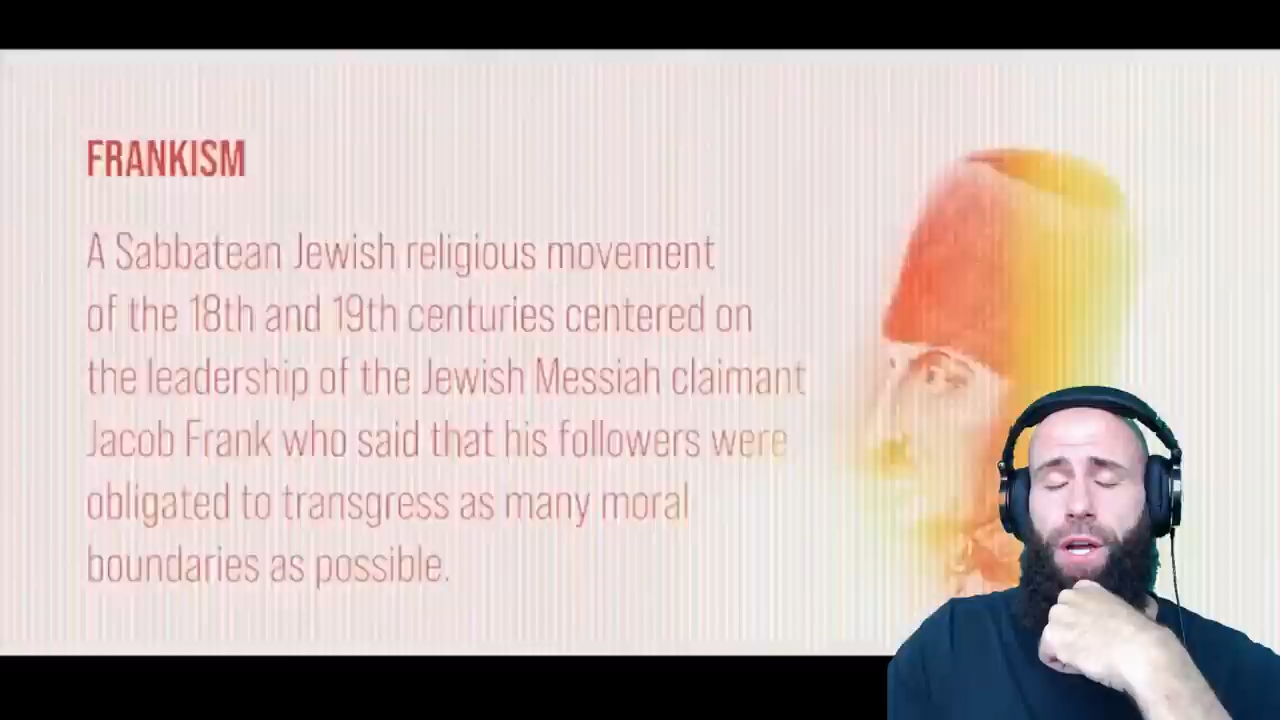 FRANKISM
A Sabbatean Jewish religious movement
of the 18th and 19th centuries centered on
the leadership of the Jewish Messiah claimant
Jacob Frank who said that his followers were
obligated to transgress as many moral
boundaries as possible.